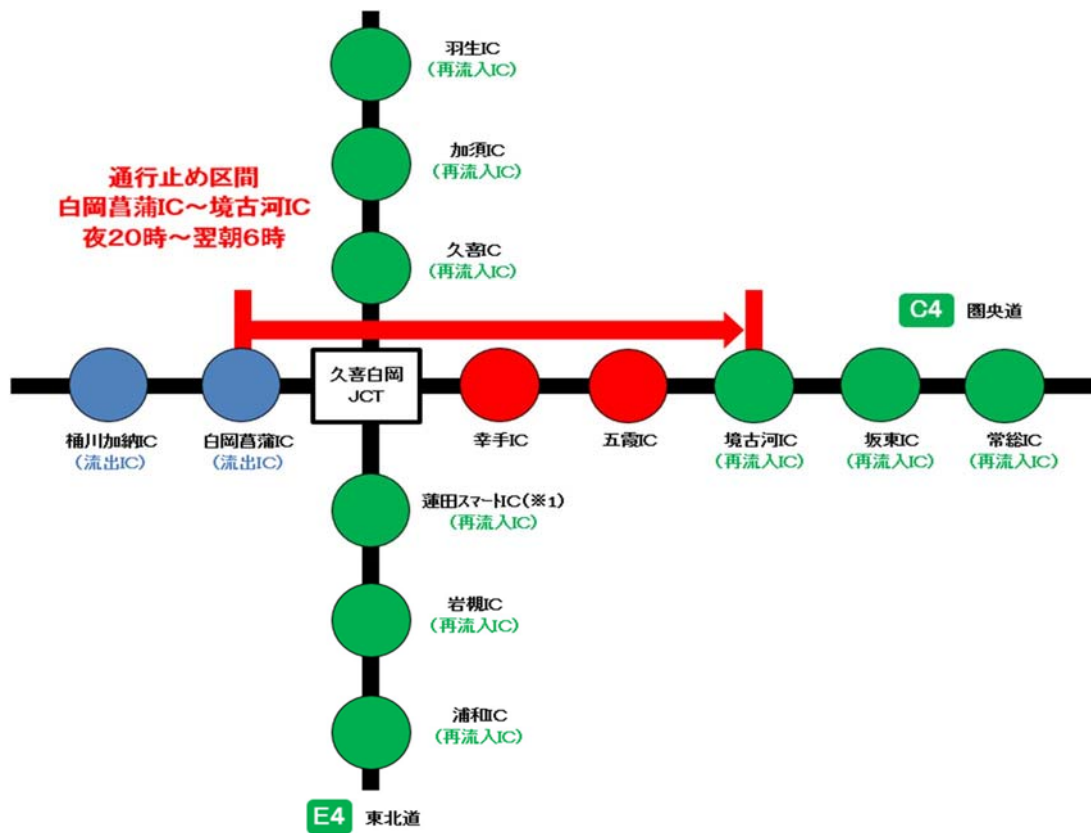 羽生IC
(再流入IC)
加須IC
(再流入IC)
通行止め区間
白岡菖蒲IC～境古河IC
夜20時～翌朝6時
久喜IC
(再流入IC)
C4 圏央道
久喜白岡
JCT
桶川加納IC
(流出IC)
白岡菖蒲IC
(流出IC)
幸手IC
五霞IC
境古河IC
(再流入IC)
坂東IC
(再流入IC)
常総IC
(再流入IC)
蓮田スマートIC(※1)
(再流入IC)
岩槻IC
(再流入IC)
浦和IC
(再流入IC)
E4 東北道